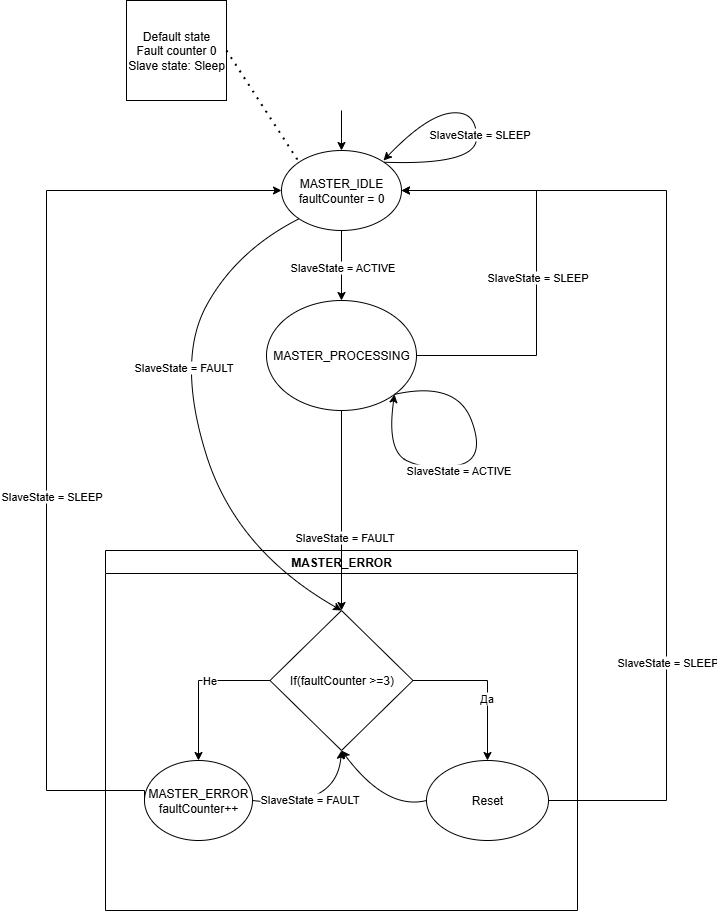 Default state
Fault counter 0
Slave state: Sleep
SlaveState = SLEEP
MASTER_IDLE
faultCounter = 0
SlaveState = ACTIVE
SlaveState = SLEEP
MASTER_PROCESSING
SlaveState = FAULT
SlaveState = ACTIVE
SlaveState = SLEEP
SlaveState = FAULT
MASTER_ERROR
SlaveState = SLEEP
If(faultCounter >=3)
Не
Да
MASTER_ERROR
faultCounter++
SlaveState = FAULT
Reset